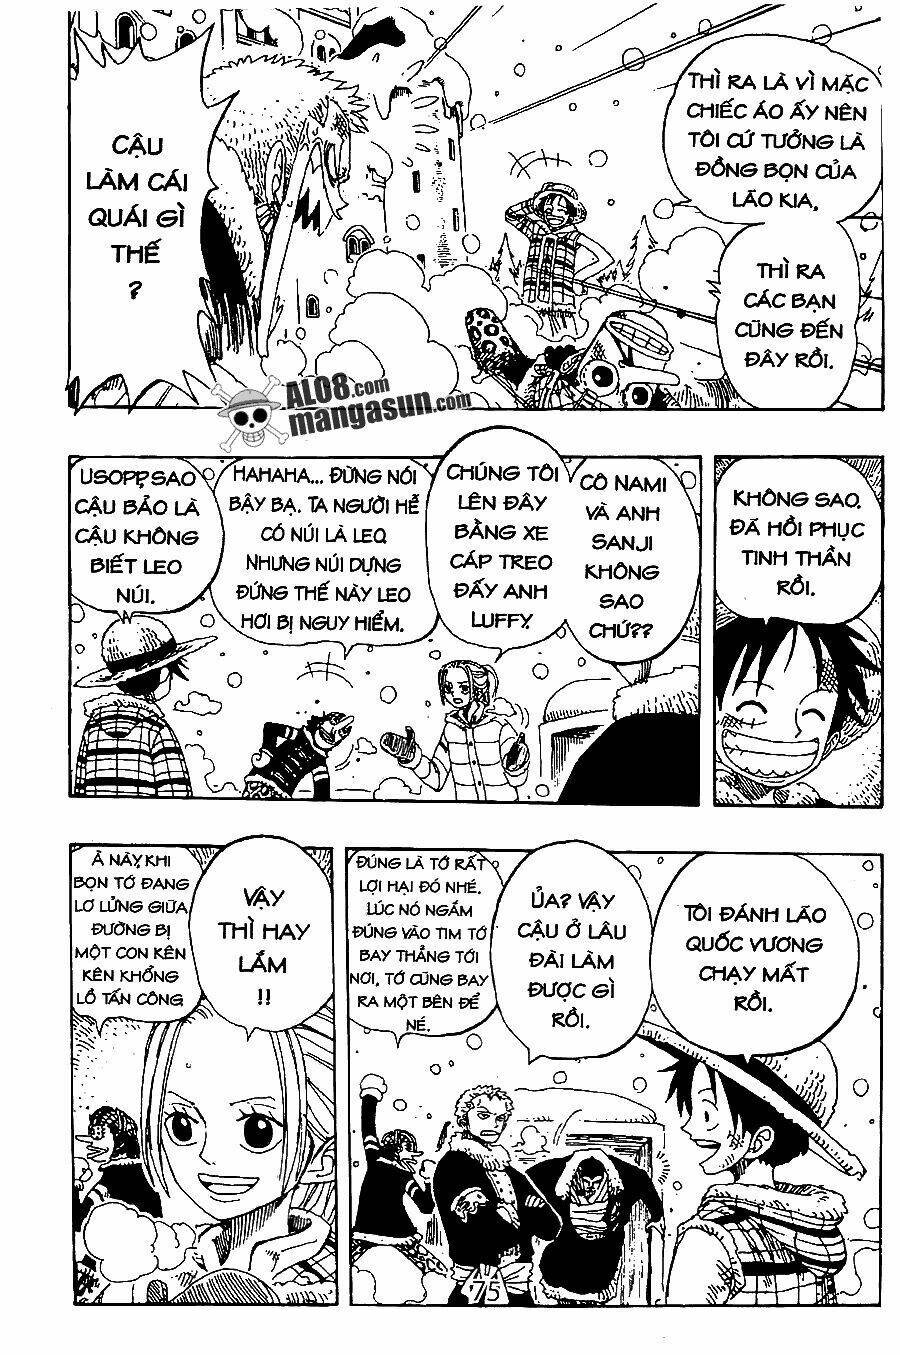 THÌ RA LÀ VÌ MẶC
CHIẾC ÁO ẤY NÊN
TÔI CỨ TƯỞNG LÀ
ĐỒNG BỌN CỦA
LÃO KIA.
THÌ RA
CÁC BẠN
CŨNG ĐẾN
ĐÂY RỒI.
CẬU
LÀM CÁI
QUÁI GÌ
THẾ
?
AL08.com
mangasun.com
USOPP, SAO
CẬU BẢO LÀ
CẬU KHÔNG
BIẾT LEO
NÚI.
HAHAHA... ĐỪNG NÓI
BẬY BẠ. TA NGƯỜI HỄ
CÓ NÚI LÀ LEO
NHƯNG NÚI DỰNG
ĐỨNG THẾ NÀY LEO
HƠI BỊ NGUY HIỂM.
CHÚNG TÔI
LÊN ĐÂY
BẰNG XE
CÁP TREO
ĐẤY ANH
LUFFY.
CÔ NAMI
VÀ ANH
SANJI
KHÔNG
SAO
CHỨ??
KHÔNG SAO.
ĐÃ HỒI PHỤC
TINH THẦN
RỒI.
À NÀY, KHI
BỌN TỚ ĐANG
LƠ LỬNG GIỮA
ĐƯỜNG BỊ
MỘT CON KÊN
KÊN KHỔNG
LỒ TẤN CÔNG
VẬY
THÌ HAY
LẮM
!!
ĐÚNG LÀ TỚ RẤT
LỢI HẠI ĐÓ NHÉ.
LÚC NÓ NGẮM
ĐÚNG VÀO TIM TỚ
BAY THẲNG TỚI
NƠI, TỚ CŨNG BAY
RA MỘT BÊN ĐỂ
NÉ.
ỦA? VẬY
CẬU Ở LÂU
ĐÀI LÀM
ĐƯỢC GÌ
RỒI.
TÔI ĐÁNH LÃO
QUỐC VƯƠNG
CHẠY MẤT
RỒI.
75